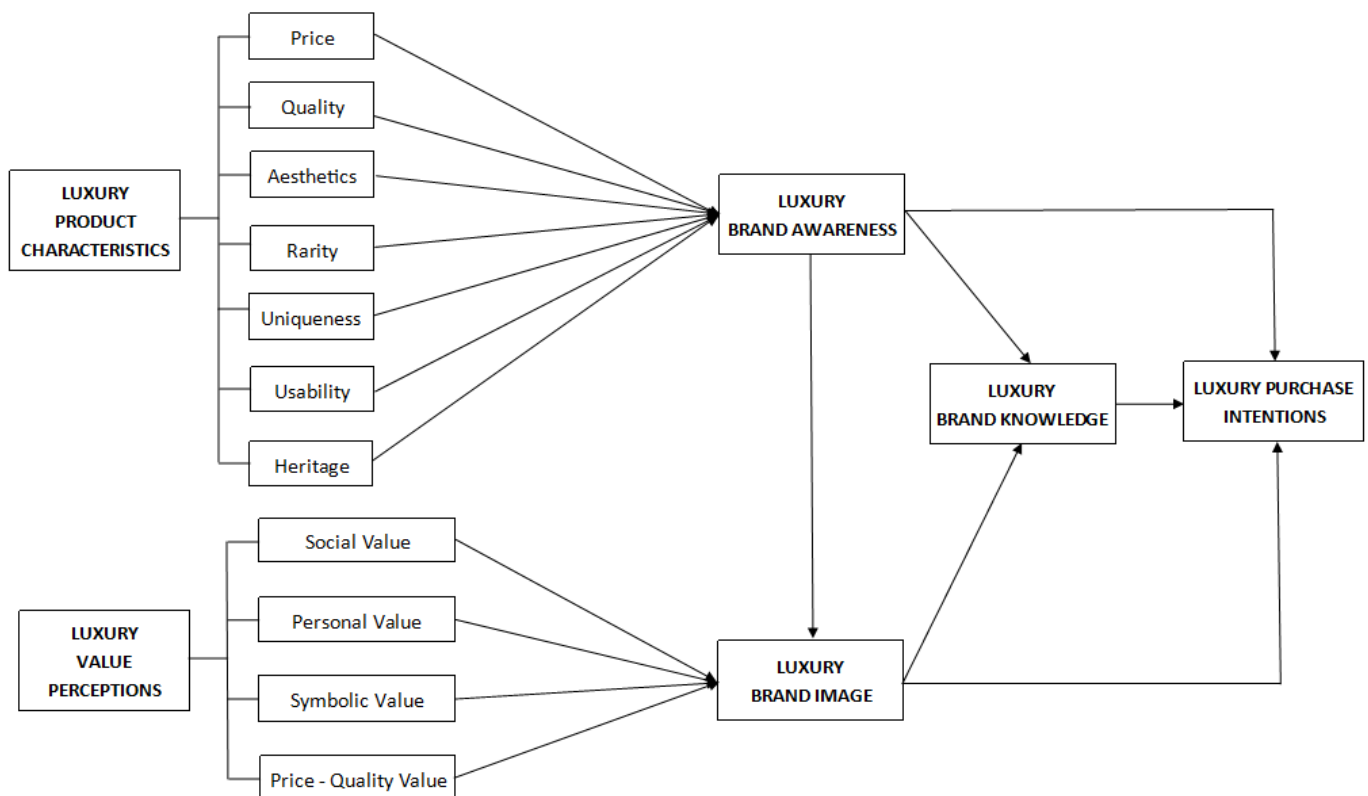 Price
Quality
Aesthetics
Rarity
Uniqueness
Usability
Heritage
LUXURY
PRODUCT
CHARACTERISTICS
LUXURY
BRAND AWARENESS
LUXURY
BRAND KNOWLEDGE
LUXURY PURCHASE
INTENTIONS
Social Value
Personal Value
Symbolic Value
Price - Quality Value
LUXURY
VALUE
PERCEPTIONS
LUXURY
BRAND IMAGE